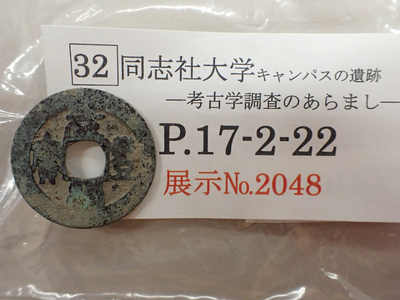 32 同志社大学キャンパスの遺跡
―考古学調査のあらまし―
P.17-2-22
展示No.2048